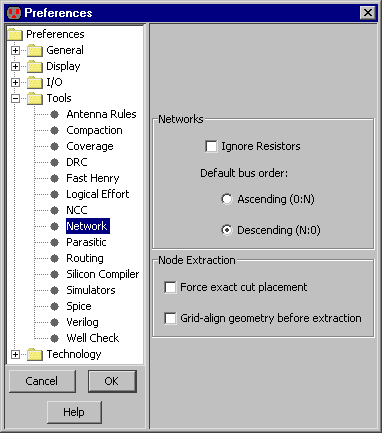 Preferences
Preferences
General
Display
I/O
Tools
Antenna Rules
Compaction
Coverage
DRC
Fast Henry
Logical Effort
NCC
Network
Parasitic
Routing
Silicon Compiler
Simulators
Spice
Verilog
Well Check
Technology
Cancel
OK
Help
Networks
Ignore Resistors
Default bus order:
Ascending (0:N)
Descending (N:0)
Node Extraction
Force exact cut placement
Grid-align geometry before extraction